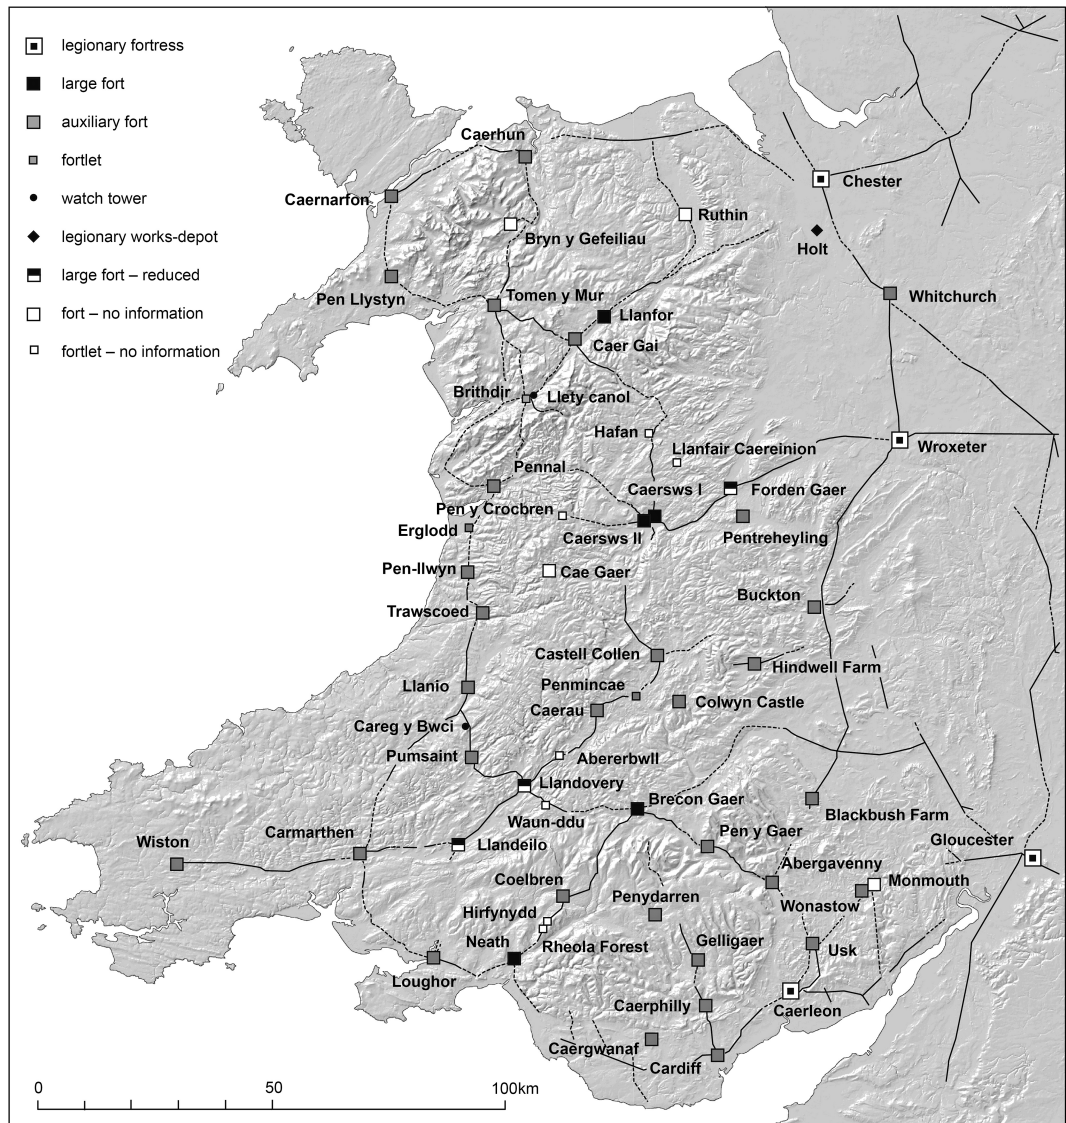 legionary fortress
large fort
auxiliary fort
fortlet
watch tower
legionary works-depot
large fort – reduced
fort – no information
fortlet – no information
Caerhun
Chester
Caernarfon
Ruthin
Bryn y Gefeiliau
Holt
Pen Llystyn
Tomen y Mur
Whitchurch
Llanfor
Caer Gai
Brithdir
Llety canol
Hafan
Llanfair Caereinion
Wroxeter
Pennal
Caersws I
Forden Gaer
Pen y Crocbren
Erglodd
Caersws II
Pentreheyling
Pen-llwyn
Cae Gaer
Buckton
Trawscoed
Castell Collen
Hindwell Farm
Llanio
Penmincae
Colwyn Castle
Caerau
Careg y Bwci
Pumsaint
Abererbwll
Llandovery
Brecon Gaer
Waun-ddu
Blackbush Farm
Wiston
Carmarthen
Llandeilo
Pen y Gaer
Gloucester
Abergavenny
Coelbren
Monmouth
Penydarren
Wonastow
Hirfynydd
Neath
Rheola Forest
Gelligaer
Usk
Loughor
Caerphilly
Caerleon
Caergwanaf
Cardiff
0 50 100km